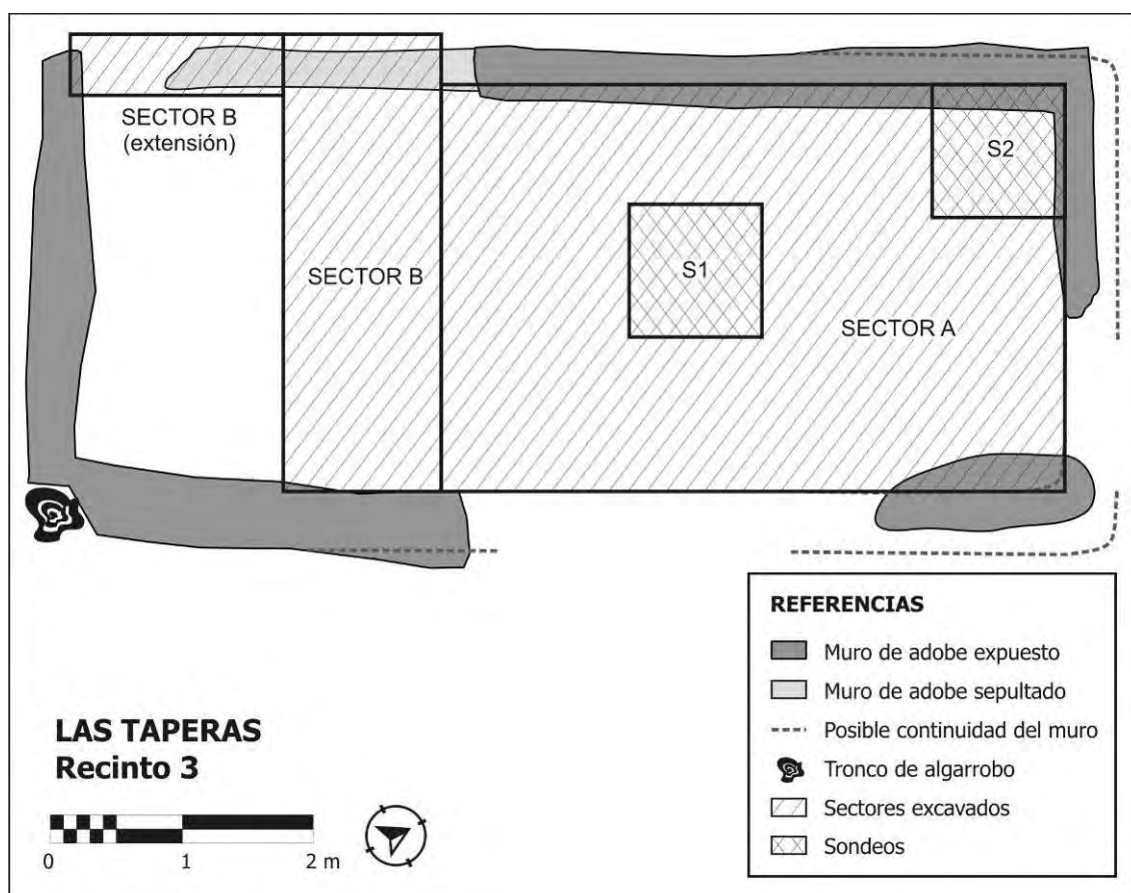 SECTOR B
(extensión)
S2
SECTOR B
S1
SECTOR A
REFERENCIAS
Muro de adobe expuesto
Muro de adobe sepultado
Posible continuidad del muro
Tronco de algarrobo
Sectores excavados
Sondeos
LAS TAPERAS
Recinto 3
0 1 2 m